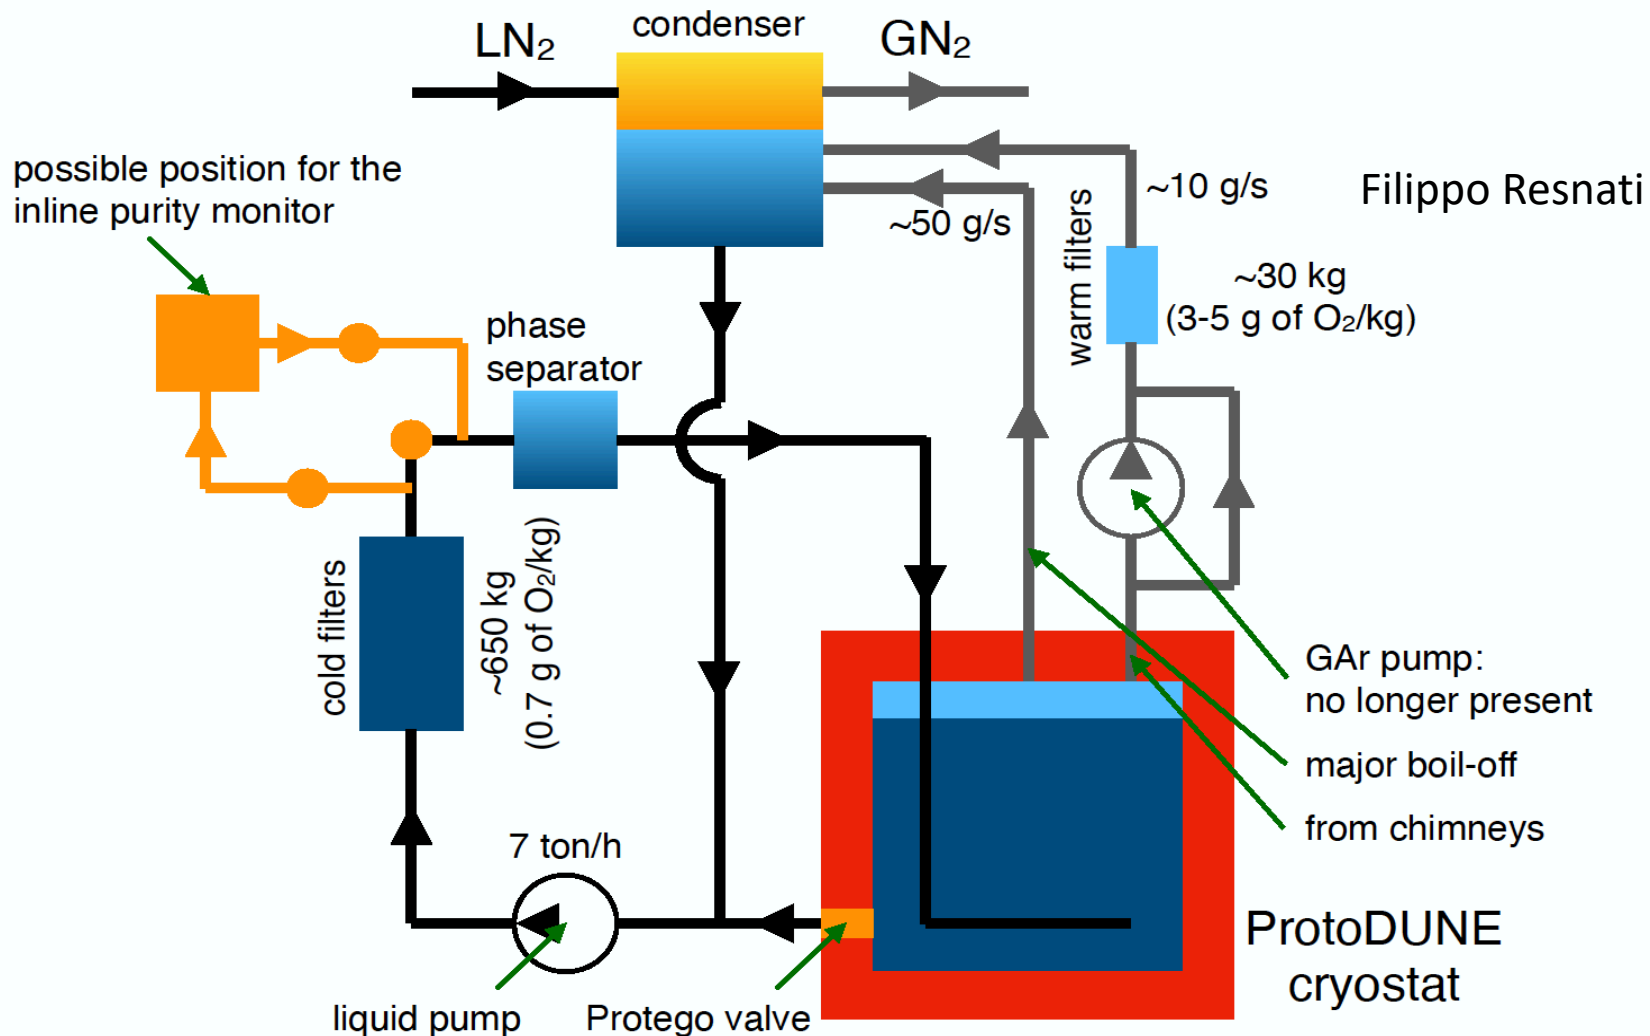 condenser
LN₂
GN₂
possible position for the
inline purity monitor
~10 g/s
Filippo Resnati
~50 g/s
warm filters
~30 kg
(3-5 g of O₂/kg)
phase
separator
cold filters
~650 kg
(0.7 g of O₂/kg)
GAr pump:
no longer present
major boil-off
from chimneys
7 ton/h
ProtoDUNE
cryostat
liquid pump
Protego valve